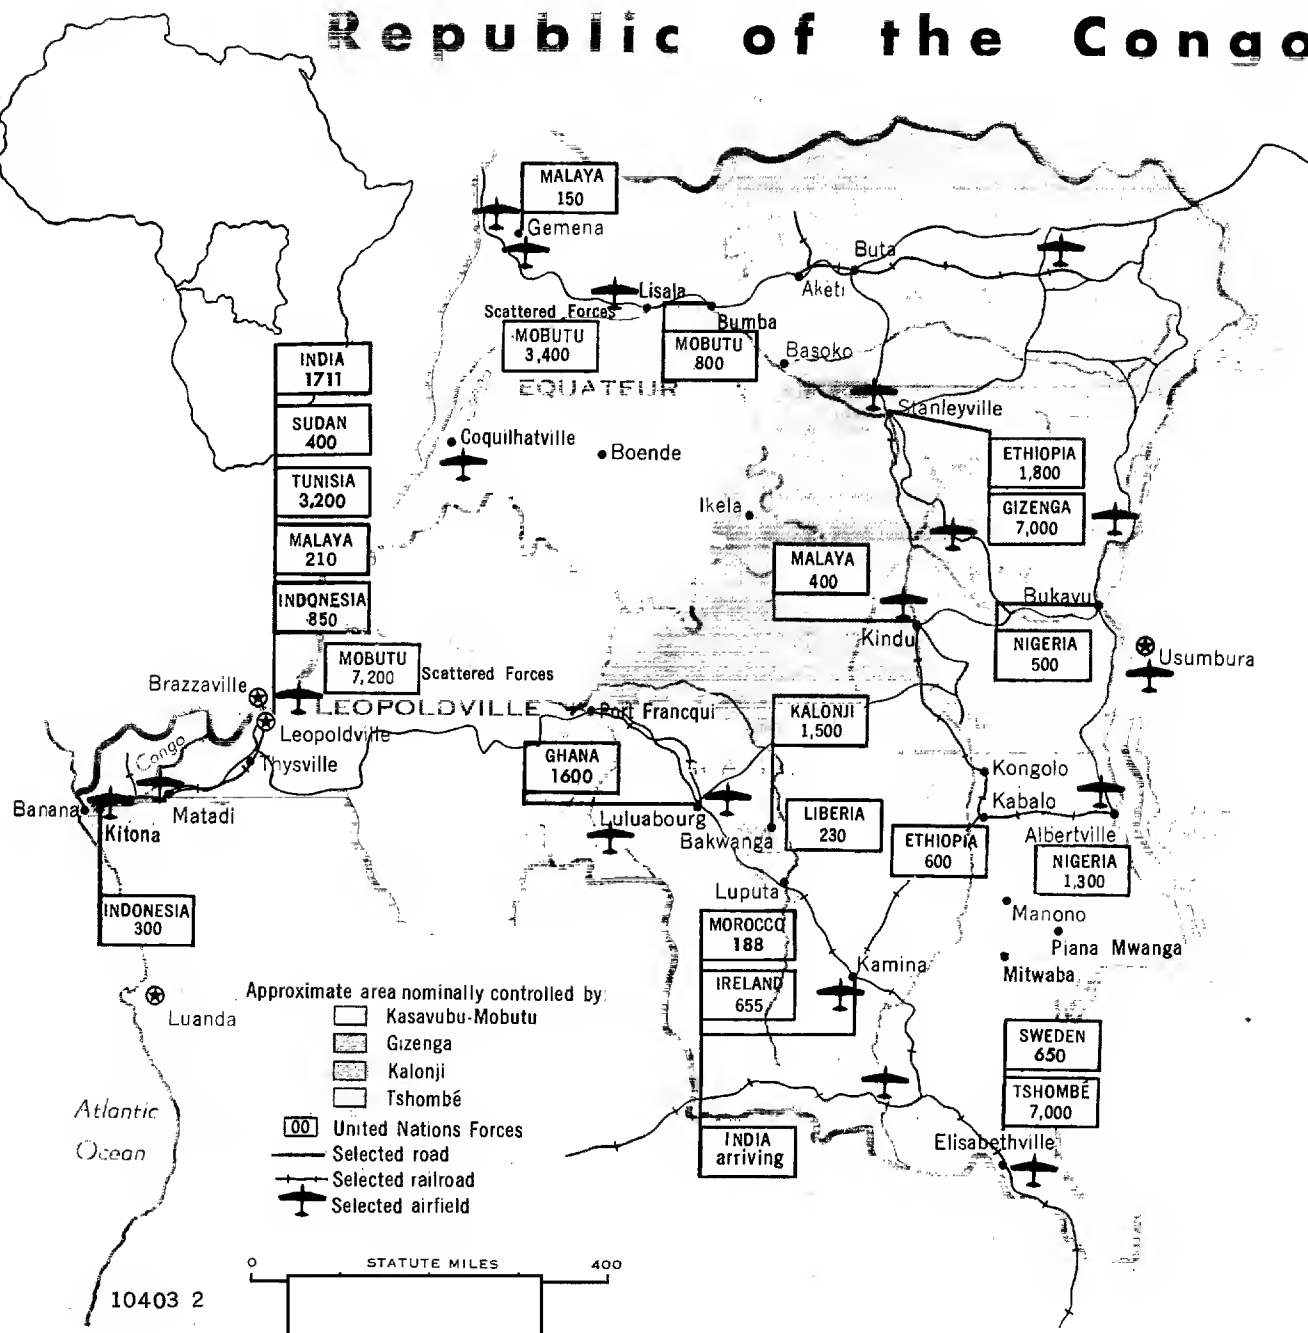 Republic of the Congo
MALAYA
150
Gemena
Buta
Aketi
Lisala
Scattered Forces
Bumba
MOBUTU
3,400
MOBUTU
800
Basoko
EQUATEUR
INDIA
1711
Stanleyville
SUDAN
400
Coquilhatville
Boende
ETHIOPIA
1,800
TUNISIA
3,200
Ikela
GIZENGA
7,000
MALAYA
210
MALAYA
400
INDONESIA
850
Bukavu
Kindu
NIGERIA
500
Usumbura
MOBUTU
7,200
Scattered Forces
Brazzaville
LEOPOLDVILLE
Port Francqui
KALONJI
1,500
Leopoldville
Congo
Thysville
GHANA
1600
Kongolo
Banana
Kitona
Matadi
Kabalo
Luluabourg
Bakwanga
LIBERIA
230
ETHIOPIA
600
Albertville
NIGERIA
1,300
Luputa
INDONESIA
300
MOROCCO
188
Manono
Piana Mwanga
Mitwaba
Kamina
IRELAND
655
Luanda
Approximate area nominally controlled by:
Kasavubu-Mobutu
Gizenga
Kalonji
Tshombé
00 United Nations Forces
Selected road
Selected railroad
Selected airfield
SWEDEN
650
TSHOMBÉ
7,000
Atlantic
Ocean
INDIA
arriving
Elisabethville
0 STATUTE MILES 400
10403 2